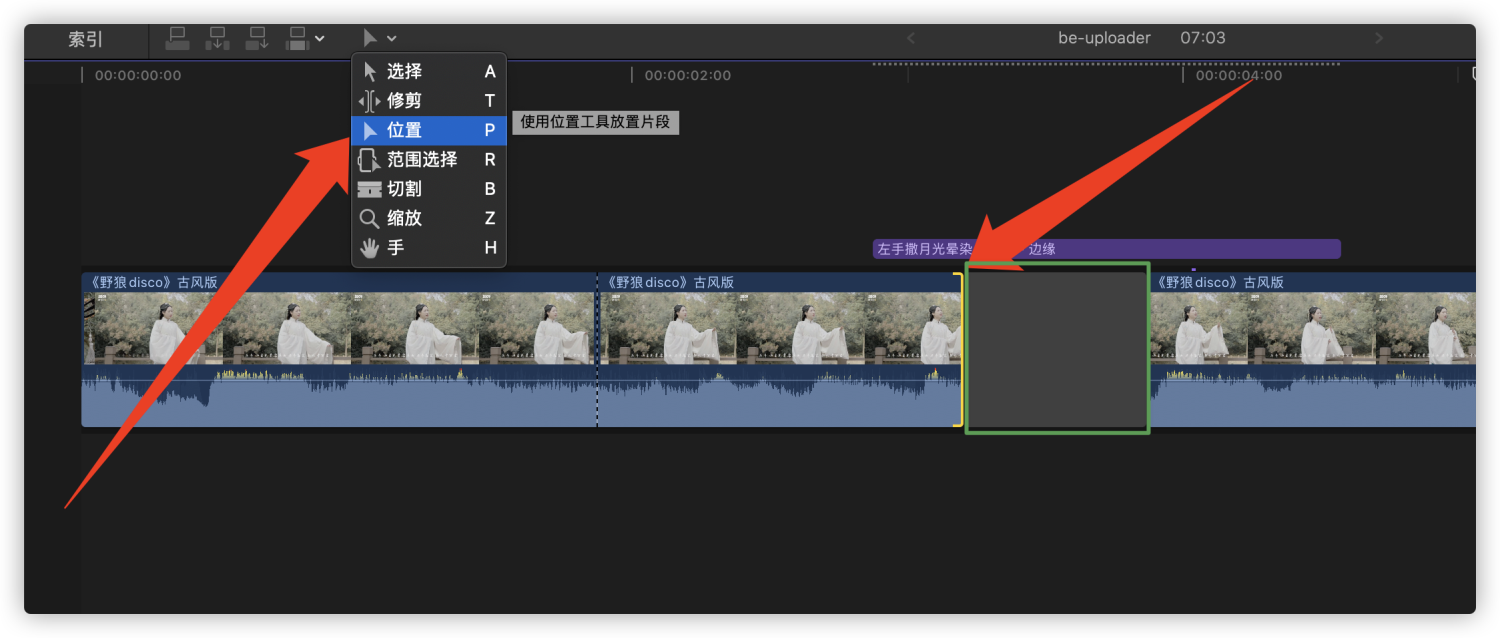 索引
be-uploader 07:03
00:00:00:00
00:00:02:00
00:00:04:00
选择 A
修剪 T
位置 P
使用位置工具放置片段
范围选择 R
切割 B
缩放 Z
手 H
左手撒月光晕染 边缘
《野狼disco》古风版
《野狼disco》古风版
《野狼disco》古风版